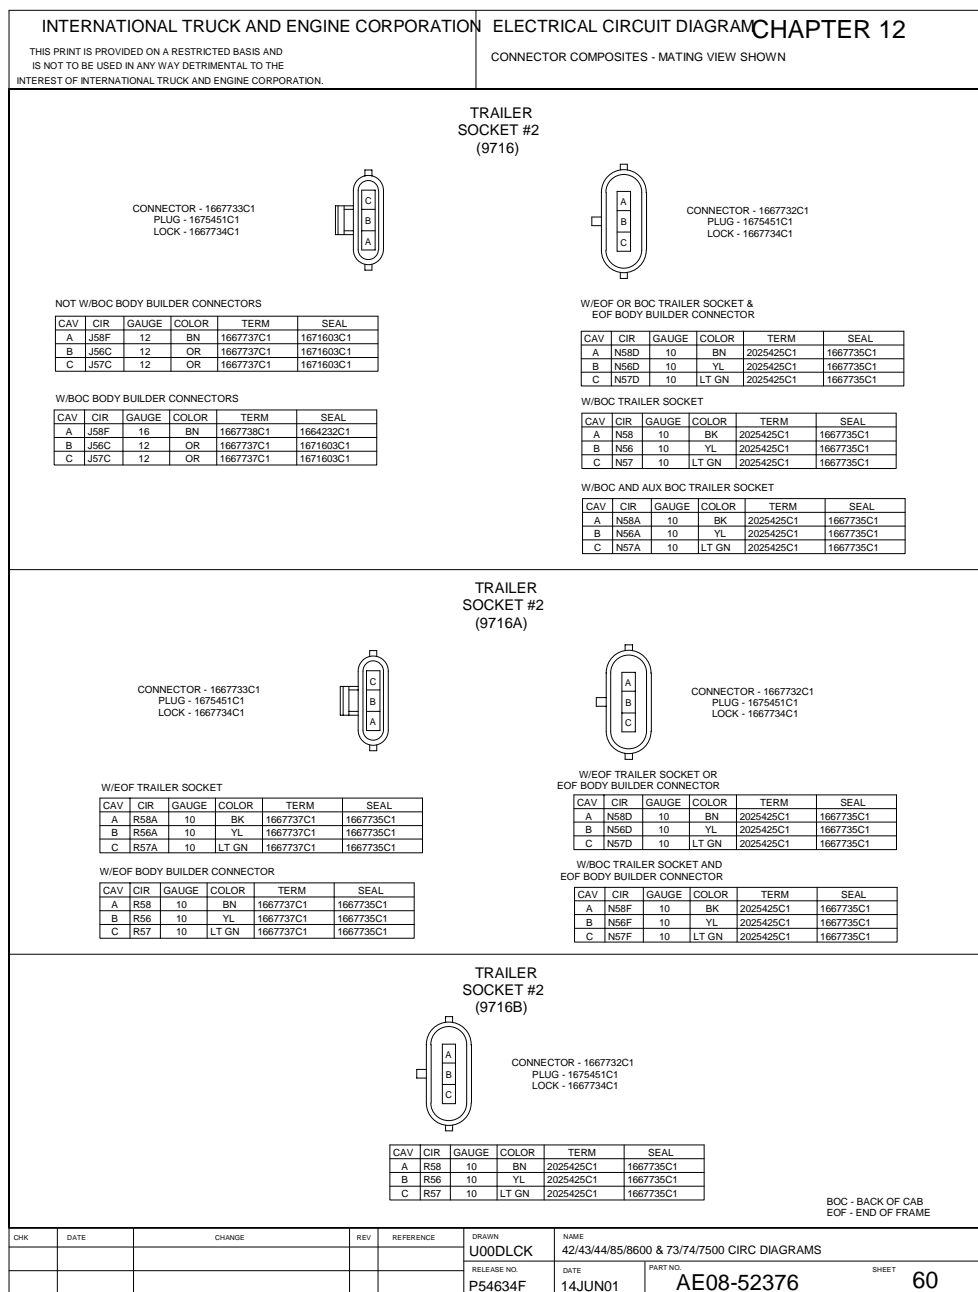 INTERNATIONAL TRUCK AND ENGINE CORPORATION
THIS PRINT IS PROVIDED ON A RESTRICTED BASIS AND
IS NOT TO BE USED IN ANY WAY DETRIMENTAL TO THE
INTEREST OF INTERNATIONAL TRUCK AND ENGINE CORPORATION.
ELECTRICAL CIRCUIT DIAGRAM
CHAPTER 12
CONNECTOR COMPOSITES - MATING VIEW SHOWN
TRAILER
SOCKET #2
(9716)
CONNECTOR - 1667733C1
PLUG - 1675451C1
LOCK - 1667734C1
C
B
A
NOT W/BOC BODY BUILDER CONNECTORS
CAV CIR GAUGE COLOR TERM SEAL
A J58F 12 BN 1667737C1 1671603C1
B J56C 12 OR 1667737C1 1671603C1
C J57C 12 OR 1667737C1 1671603C1
W/BOC BODY BUILDER CONNECTORS
CAV CIR GAUGE COLOR TERM SEAL
A J58F 16 BN 1667738C1 1664232C1
B J56C 12 OR 1667737C1 1671603C1
C J57C 12 OR 1667737C1 1671603C1
A
B
C
CONNECTOR - 1667732C1
PLUG - 1675451C1
LOCK - 1667734C1
W/EOF OR BOC TRAILER SOCKET &
EOF BODY BUILDER CONNECTOR
CAV CIR GAUGE COLOR TERM SEAL
A N58D 10 BN 2025425C1 1667735C1
B N56D 10 YL 2025425C1 1667735C1
C N57D 10 LT GN 2025425C1 1667735C1
W/BOC TRAILER SOCKET
CAV CIR GAUGE COLOR TERM SEAL
A N58 10 BK 2025425C1 1667735C1
B N56 10 YL 2025425C1 1667735C1
C N57 10 LT GN 2025425C1 1667735C1
W/BOC AND AUX BOC TRAILER SOCKET
CAV CIR GAUGE COLOR TERM SEAL
A N58A 10 BK 2025425C1 1667735C1
B N56A 10 YL 2025425C1 1667735C1
C N57A 10 LT GN 2025425C1 1667735C1
TRAILER
SOCKET #2
(9716A)
CONNECTOR - 1667733C1
PLUG - 1675451C1
LOCK - 1667734C1
C
B
A
W/EOF TRAILER SOCKET
CAV CIR GAUGE COLOR TERM SEAL
A R58A 10 BK 1667737C1 1667735C1
B R56A 10 YL 1667737C1 1667735C1
C R57A 10 LT GN 1667737C1 1667735C1
W/EOF BODY BUILDER CONNECTOR
CAV CIR GAUGE COLOR TERM SEAL
A R58 10 BN 1667737C1 1667735C1
B R56 10 YL 1667737C1 1667735C1
C R57 10 LT GN 1667737C1 1667735C1
A
B
C
CONNECTOR - 1667732C1
PLUG - 1675451C1
LOCK - 1667734C1
W/EOF TRAILER SOCKET OR
EOF BODY BUILDER CONNECTOR
CAV CIR GAUGE COLOR TERM SEAL
A N58D 10 BN 2025425C1 1667735C1
B N56D 10 YL 2025425C1 1667735C1
C N57D 10 LT GN 2025425C1 1667735C1
W/BOC TRAILER SOCKET AND
EOF BODY BUILDER CONNECTOR
CAV CIR GAUGE COLOR TERM SEAL
A N58F 10 BK 2025425C1 1667735C1
B N56F 10 YL 2025425C1 1667735C1
C N57F 10 LT GN 2025425C1 1667735C1
TRAILER
SOCKET #2
(9716B)
A
B
C
CONNECTOR - 1667732C1
PLUG - 1675451C1
LOCK - 1667734C1
CAV CIR GAUGE COLOR TERM SEAL
A R58 10 BN 2025425C1 1667735C1
B R56 10 YL 2025425C1 1667735C1
C R57 10 LT GN 2025425C1 1667735C1
BOC - BACK OF CAB
EOF - END OF FRAME
CHK DATE CHANGE REV REFERENCE
DRAWN
U00DLCK
NAME
42/43/44/85/8600 & 73/74/7500 CIRC DIAGRAMS
RELEASE NO.
P54634F
DATE
14JUN01
PART NO.
AE08-52376
SHEET 60